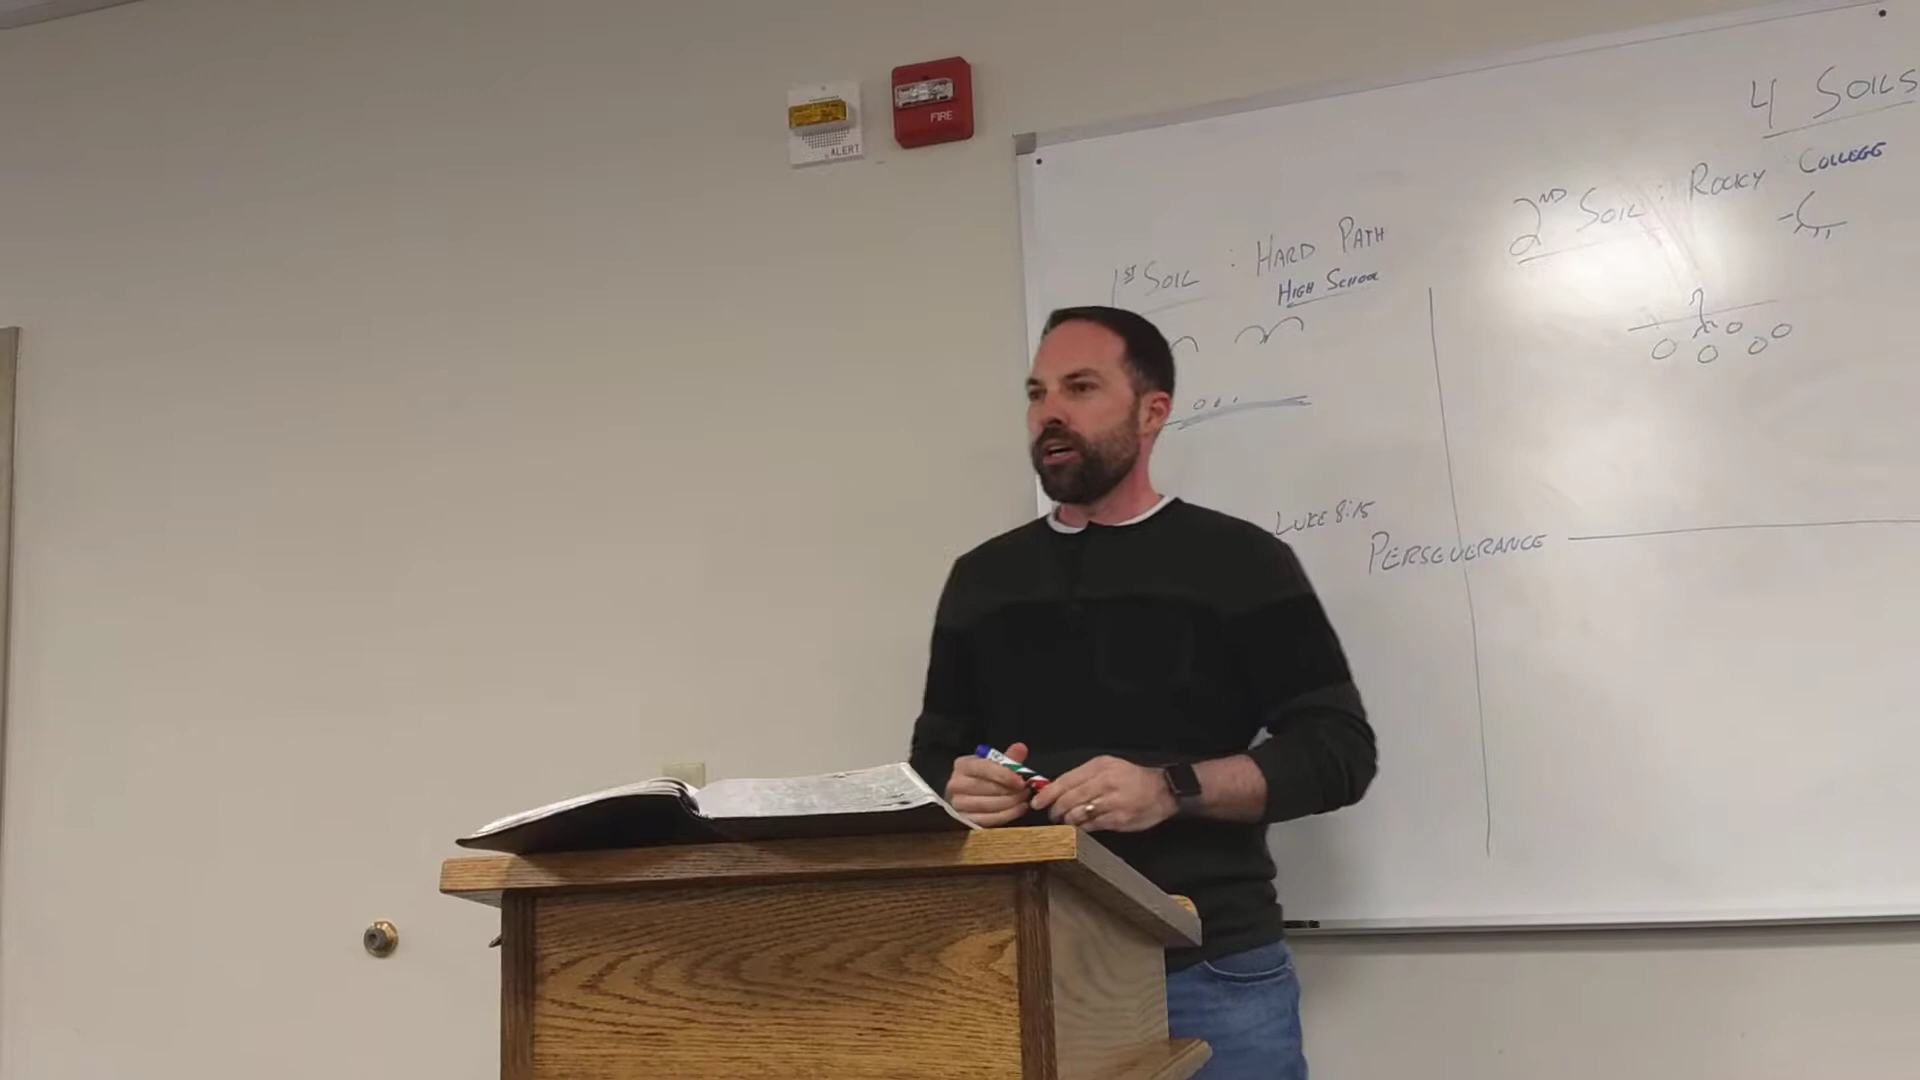 FIRE
ALERT
4 SOILS
2ND SOIL : ROCKY COLLEGE
1ST SOIL : HARD PATH
HIGH SCHOOL
LUKE 8:15
PERSEVERANCE